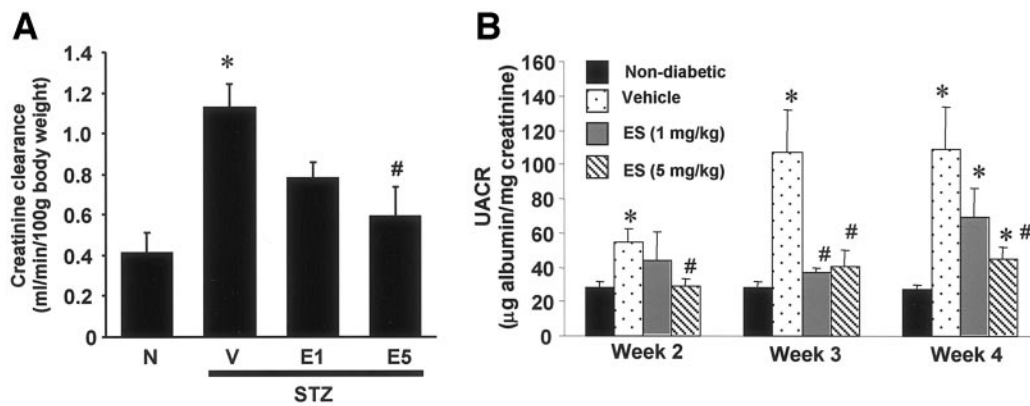 A
Creatinine clearance
(ml/min/100g body weight)
1.4
1.2
1.0
0.8
0.6
0.4
0.2
0
*
#
N V E1 E5
STZ
B
UACR
(µg albumin/mg creatinine)
160
140
120
100
80
60
40
20
0
Non-diabetic
Vehicle
ES (1 mg/kg)
ES (5 mg/kg)
*
#
*
#
#
*
*
* #
Week 2 Week 3 Week 4